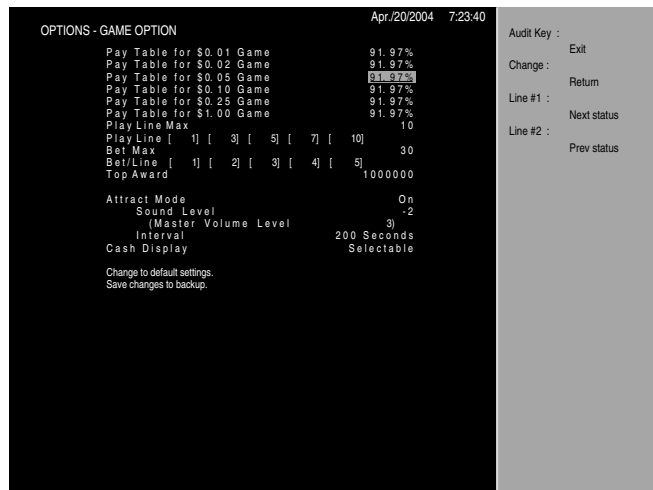 Apr./20/2004 7:23:40
OPTIONS - GAME OPTION
Pay Table for $0.01 Game 91.97%
Pay Table for $0.02 Game 91.97%
Pay Table for $0.05 Game 91.97%
Pay Table for $0.10 Game 91.97%
Pay Table for $0.25 Game 91.97%
Pay Table for $1.00 Game 91.97%
Play Line Max 10
Play Line [ 1] [ 3] [ 5] [ 7] [ 10]
Bet Max 30
Bet/Line [ 1] [ 2] [ 3] [ 4] [ 5]
Top Award 1000000
Attract Mode On
Sound Level -2
(Master Volume Level 3)
Interval 200 Seconds
Cash Display Selectable
Change to default settings.
Save changes to backup.
Audit Key :
Exit
Change :
Return
Line #1 :
Next status
Line #2 :
Prev status